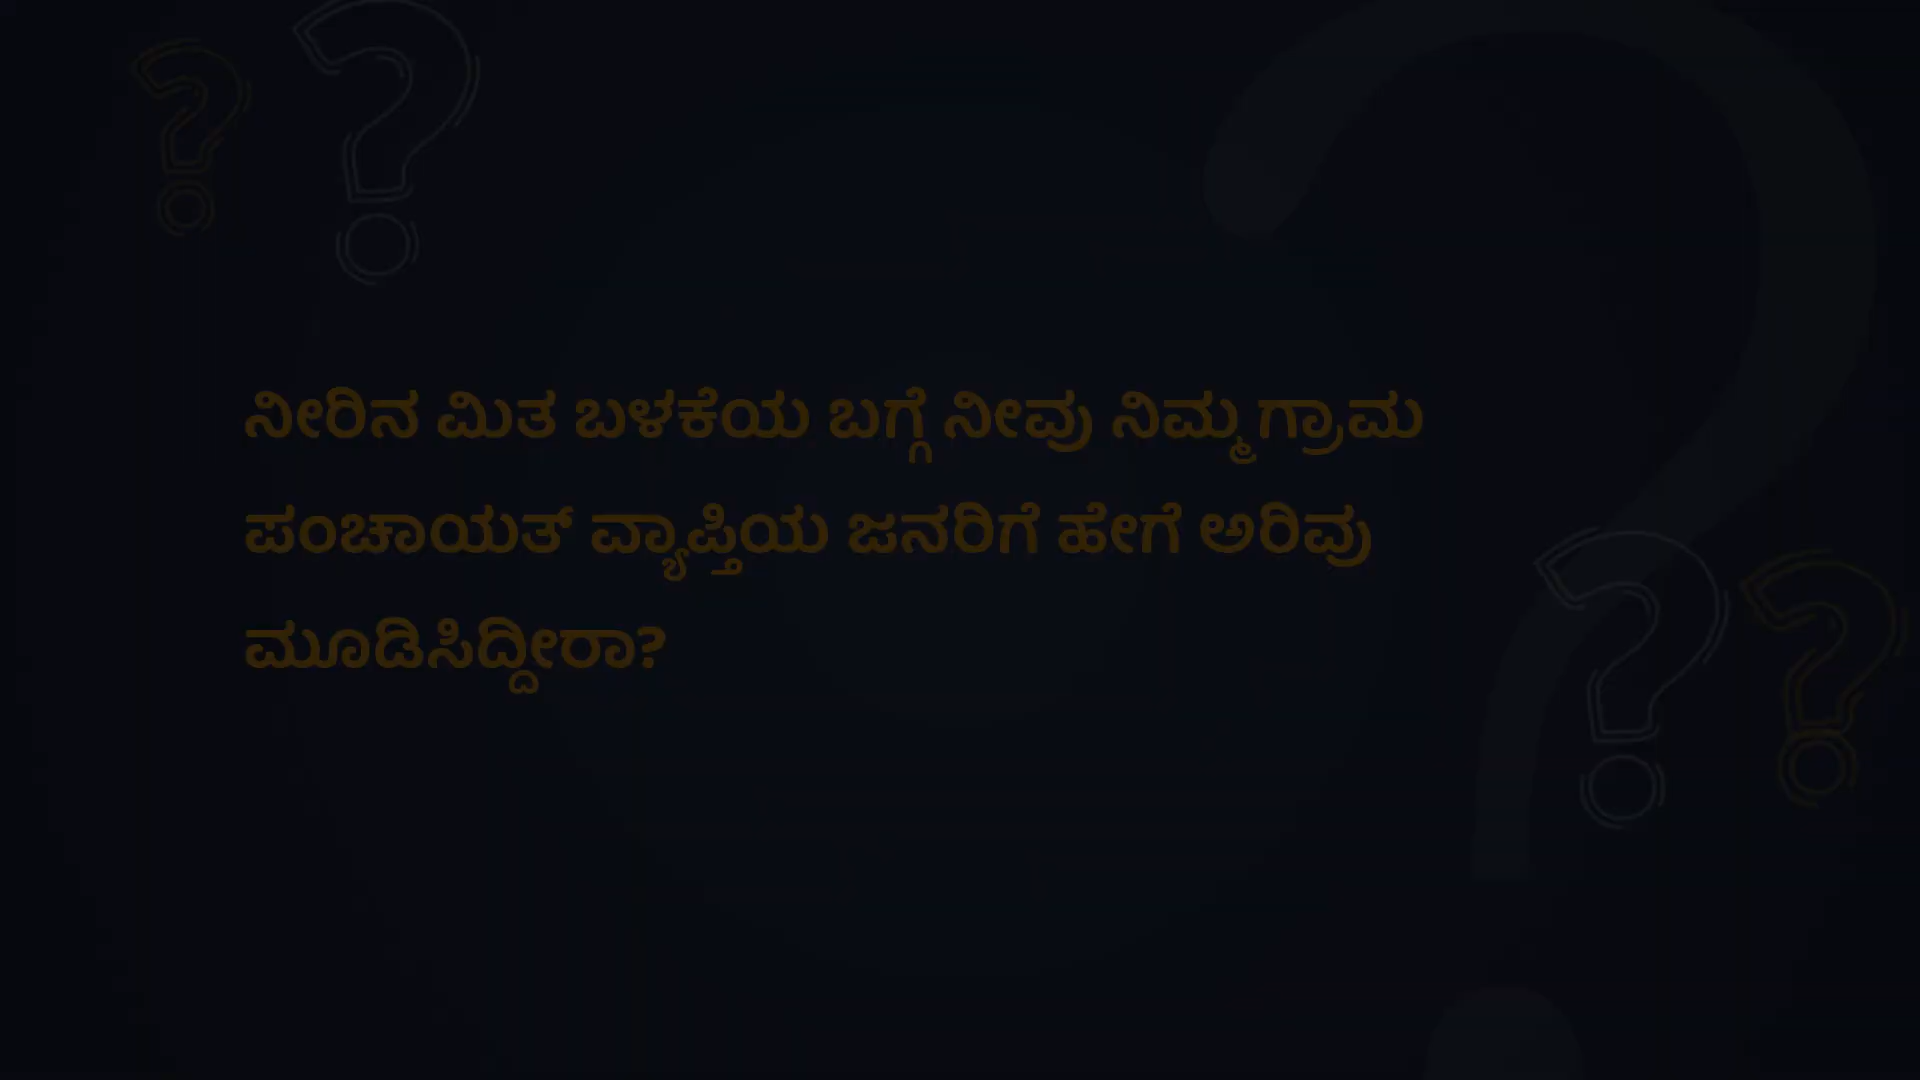 ನೀರಿನ ಮಿತ ಬಳಕೆಯ ಬಗ್ಗೆ ನೀವು ನಿಮ್ಮ ಗ್ರಾಮ
ಪಂಚಾಯತ್ ವ್ಯಾಪ್ತಿಯ ಜನರಿಗೆ ಹೇಗೆ ಅರಿವು
ಮೂಡಿಸಿದ್ದೀರಾ?